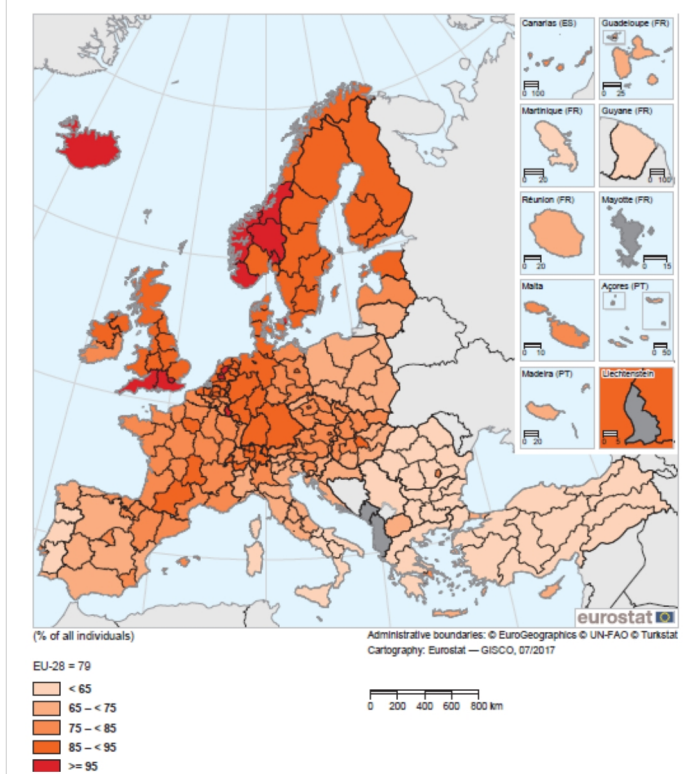 Canarias (ES)
0 100
Guadeloupe (FR)
0 25
Martinique (FR)
0 20
Guyane (FR)
0 100
Réunion (FR)
0 20
Mayotte (FR)
0 15
Malta
0 10
Açores (PT)
0 50
Madeira (PT)
0 20
Liechtenstein
eurostat
(% of all individuals)
Administrative boundaries: © EuroGeographics © UN-FAO © Turkstat
Cartography: Eurostat — GISCO, 07/2017
EU-28 = 79
< 65
65 – < 75
75 – < 85
85 – < 95
>= 95
0 200 400 600 800 km